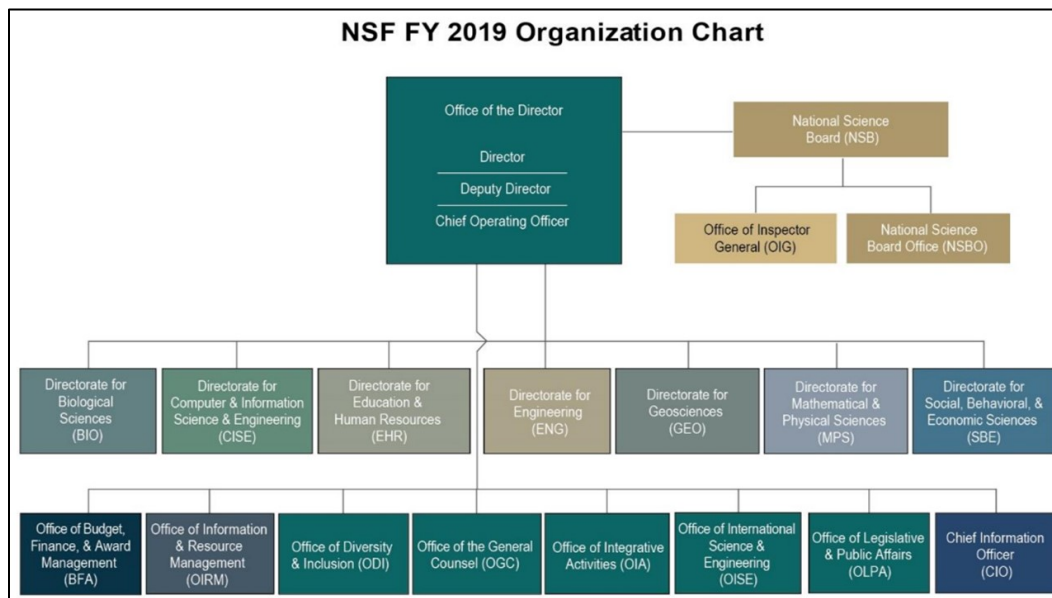 NSF FY 2019 Organization Chart
Office of the Director
Director
Deputy Director
Chief Operating Officer
National Science
Board (NSB)
Office of Inspector
General (OIG)
National Science
Board Office (NSBO)
Directorate for
Biological
Sciences
(BIO)
Directorate for
Computer & Information
Science & Engineering
(CISE)
Directorate for
Education &
Human Resources
(EHR)
Directorate for
Engineering
(ENG)
Directorate for
Geosciences
(GEO)
Directorate for
Mathematical &
Physical Sciences
(MPS)
Directorate for
Social, Behavioral, &
Economic Sciences
(SBE)
Office of Budget,
Finance, & Award
Management
(BFA)
Office of Information
& Resource
Management
(OIRM)
Office of Diversity
& Inclusion (ODI)
Office of the General
Counsel (OGC)
Office of Integrative
Activities (OIA)
Office of International
Science &
Engineering
(OISE)
Office of Legislative
& Public Affairs
(OLPA)
Chief Information
Officer
(CIO)